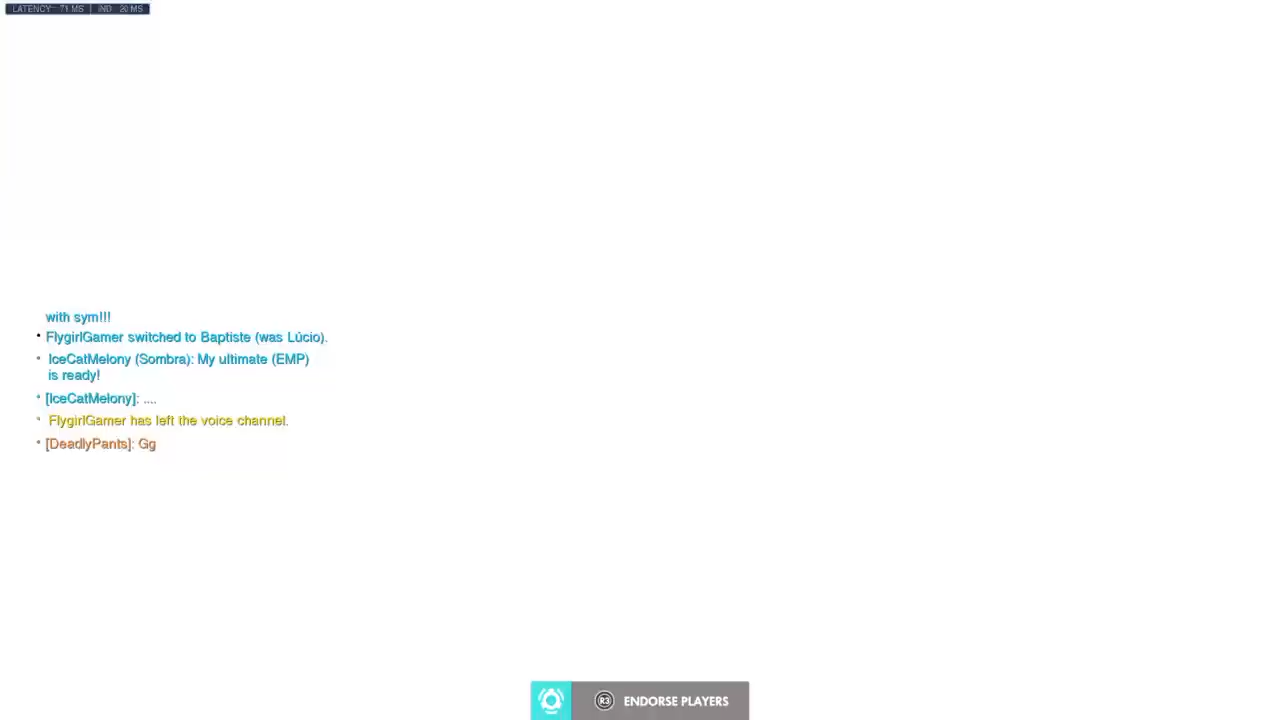 LATENCY: 71 MS | IND: 20 MS
with sym!!!
FlygirlGamer switched to Baptiste (was Lúcio).
IceCatMelony (Sombra): My ultimate (EMP)
is ready!
[IceCatMelony]: ....
FlygirlGamer has left the voice channel.
[DeadlyPants]: Gg
R3 ENDORSE PLAYERS